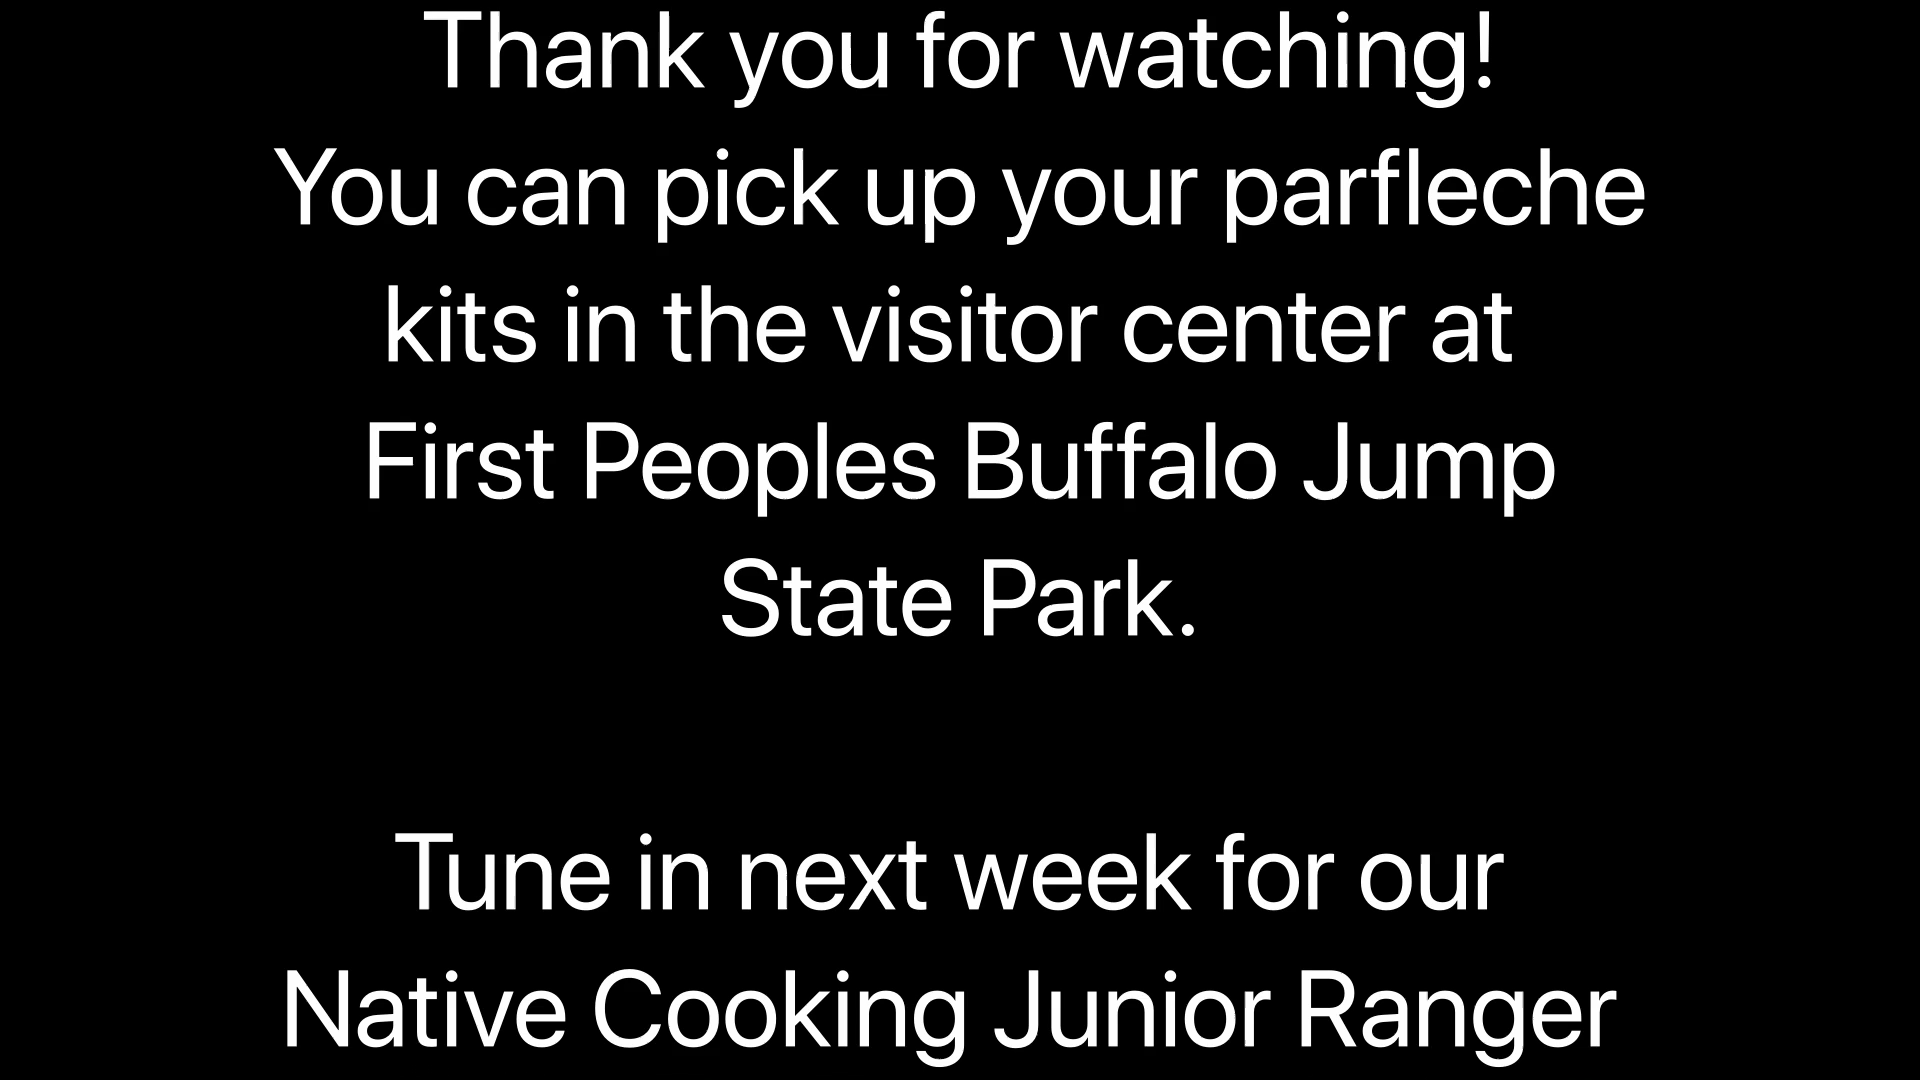 Thank you for watching!
You can pick up your parfleche
kits in the visitor center at
First Peoples Buffalo Jump
State Park.
Tune in next week for our
Native Cooking Junior Ranger